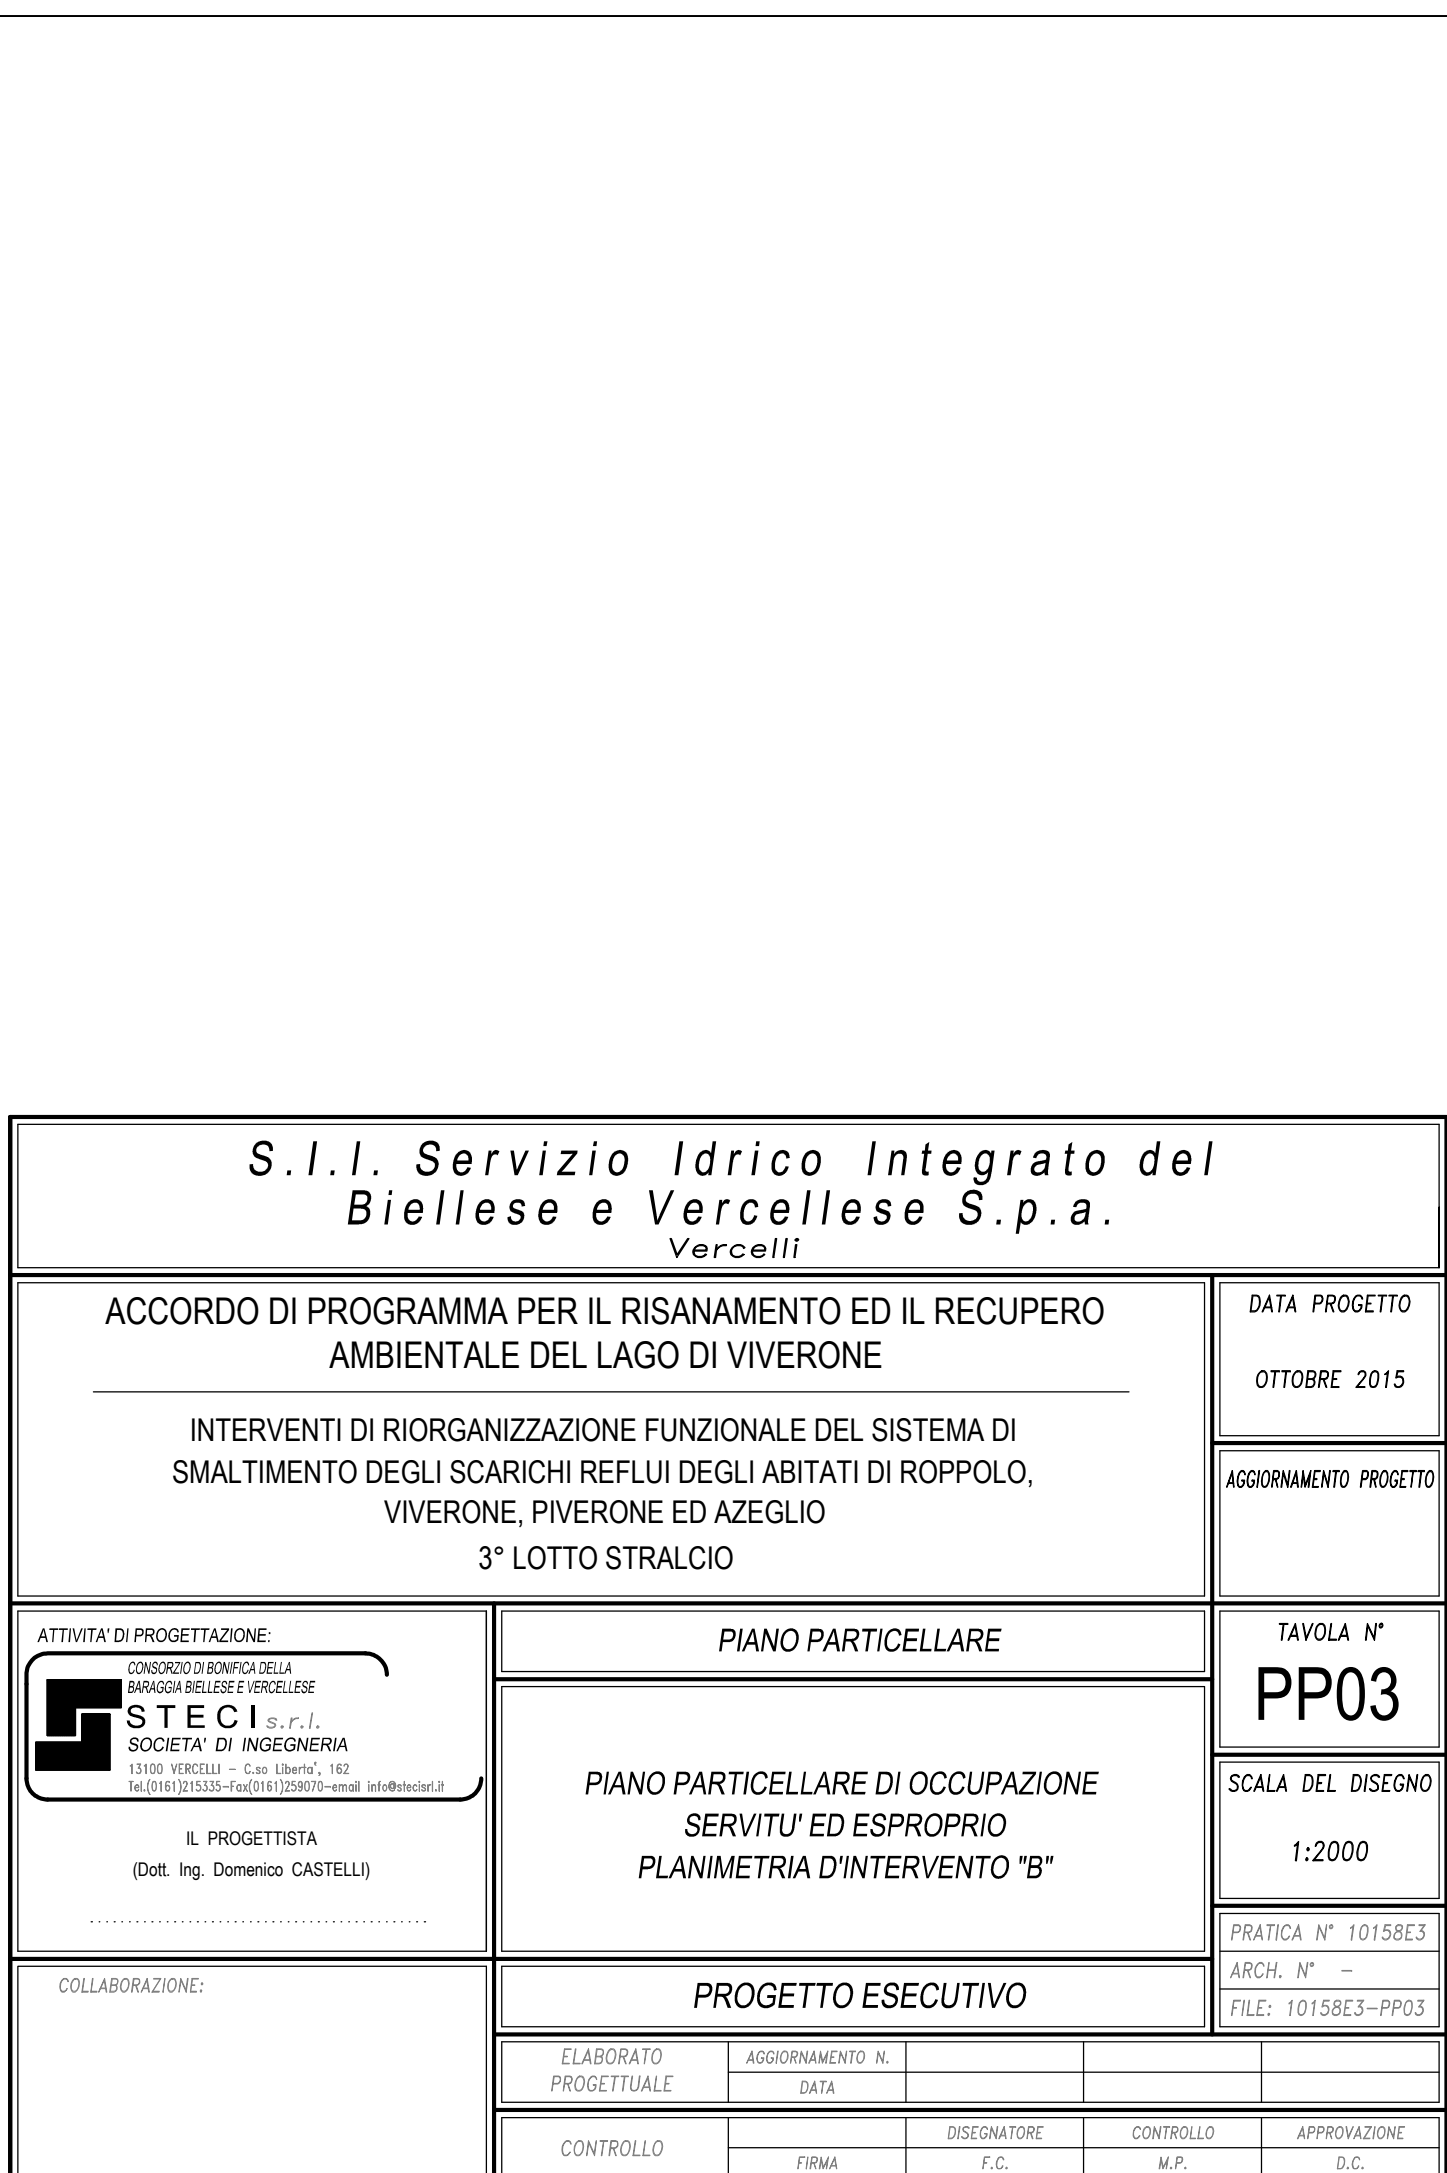 S.I.I. Servizio Idrico Integrato del
Biellese e Vercellese S.p.a.
Vercelli
ACCORDO DI PROGRAMMA PER IL RISANAMENTO ED IL RECUPERO
AMBIENTALE DEL LAGO DI VIVERONE
INTERVENTI DI RIORGANIZZAZIONE FUNZIONALE DEL SISTEMA DI
SMALTIMENTO DEGLI SCARICHI REFLUI DEGLI ABITATI DI ROPPOLO,
VIVERONE, PIVERONE ED AZEGLIO
3° LOTTO STRALCIO
DATA PROGETTO
OTTOBRE 2015
AGGIORNAMENTO PROGETTO
ATTIVITA' DI PROGETTAZIONE:
CONSORZIO DI BONIFICA DELLA
BARAGGIA BIELLESE E VERCELLESE
STECI s.r.l.
SOCIETA' DI INGEGNERIA
13100 VERCELLI - C.so Liberta', 162
Tel.(0161)215335-Fax(0161)259070-email info@stecisrl.it
IL PROGETTISTA
(Dott. Ing. Domenico CASTELLI)
PIANO PARTICELLARE
PIANO PARTICELLARE DI OCCUPAZIONE
SERVITU' ED ESPROPRIO
PLANIMETRIA D'INTERVENTO "B"
TAVOLA N°
PP03
SCALA DEL DISEGNO
1:2000
PRATICA N° 10158E3
ARCH. N° -
FILE: 10158E3-PP03
COLLABORAZIONE:
PROGETTO ESECUTIVO
ELABORATO
PROGETTUALE
AGGIORNAMENTO N.
DATA
CONTROLLO
DISEGNATORE
CONTROLLO
APPROVAZIONE
FIRMA
F.C.
M.P.
D.C.